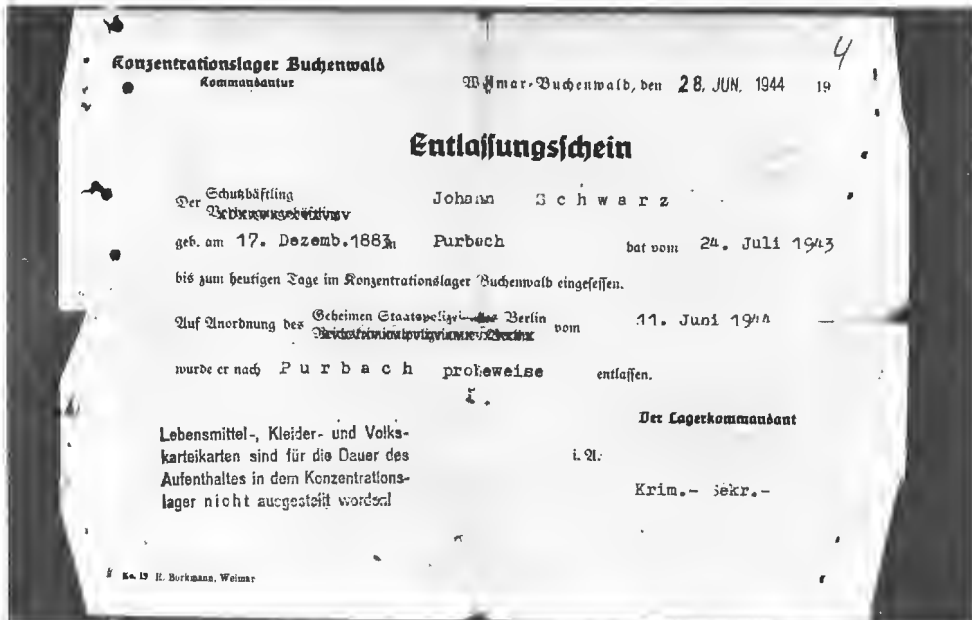 4
Konzentrationslager Buchenwald
Kommandantur
Weimar-Buchenwald, den 28. JUN. 1944 19
Entlassungsschein
Der Schutzhäftling Johann Schwarz
geb. am 17. Dezemb. 1883 in Purbach hat vom 24. Juli 1943
bis zum heutigen Tage im Konzentrationslager Buchenwald eingesessen.
Auf Anordnung des Geheimen Staatspolizei Berlin vom 11. Juni 1944 —
wurde er nach Purbach probeweise entlassen.
Der Lagerkommandant
Lebensmittel-, Kleider- und Volks-
karteikarten sind für die Dauer des
Aufenthaltes in dem Konzentrations-
lager nicht ausgestellt worden!
i. A.
Krim.- Sekr.-
Ko. 19 R. Borkmann, Weimar